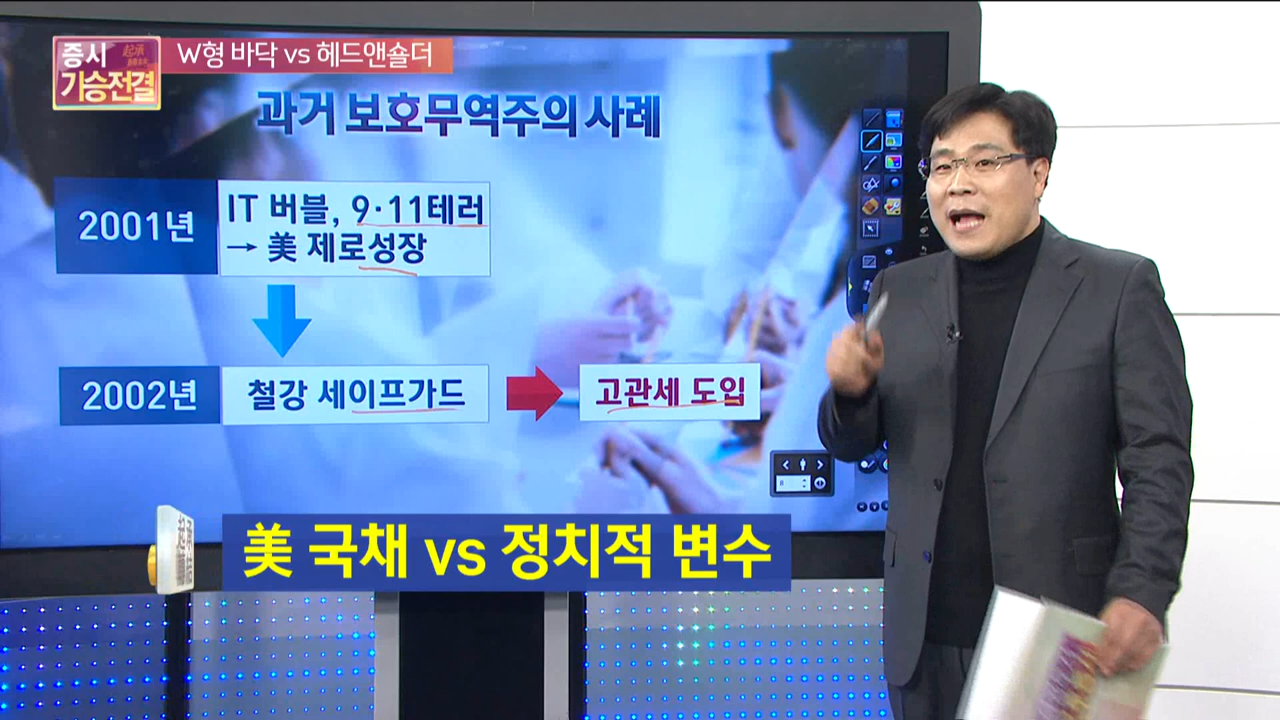 증시
기승전결
起承
W형 바닥 vs 헤드앤숄더
과거 보호무역주의 사례
2001년
IT 버블, 9·11테러
→ 美 제로성장
2002년
철강 세이프가드
고관세 도입
美 국채 vs 정치적 변수